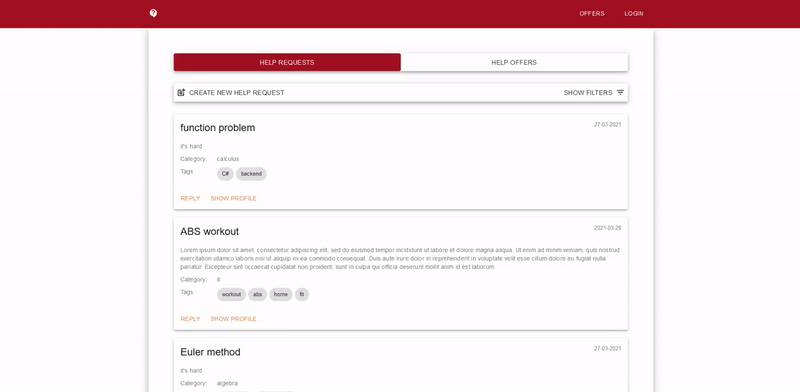 OFFERS LOGIN
HELP REQUESTS HELP OFFERS
CREATE NEW HELP REQUEST SHOW FILTERS
function problem 27-03-2021
it's hard
Category: calculus
Tags C# backend
REPLY SHOW PROFILE
ABS workout 2021-03-26
Lorem ipsum dolor sit amet, consectetur adipiscing elit, sed do eiusmod tempor incididunt ut labore et dolore magna aliqua. Ut enim ad minim veniam, quis nostrud
exercitation ullamco laboris nisi ut aliquip ex ea commodo consequat. Duis aute irure dolor in reprehenderit in voluptate velit esse cillum dolore eu fugiat nulla
pariatur. Excepteur sint occaecat cupidatat non proident, sunt in culpa qui officia deserunt mollit anim id est laborum.
Category: it
Tags: workout abs home fit
REPLY SHOW PROFILE
Euler method 27-03-2021
it's hard
Category: algebra